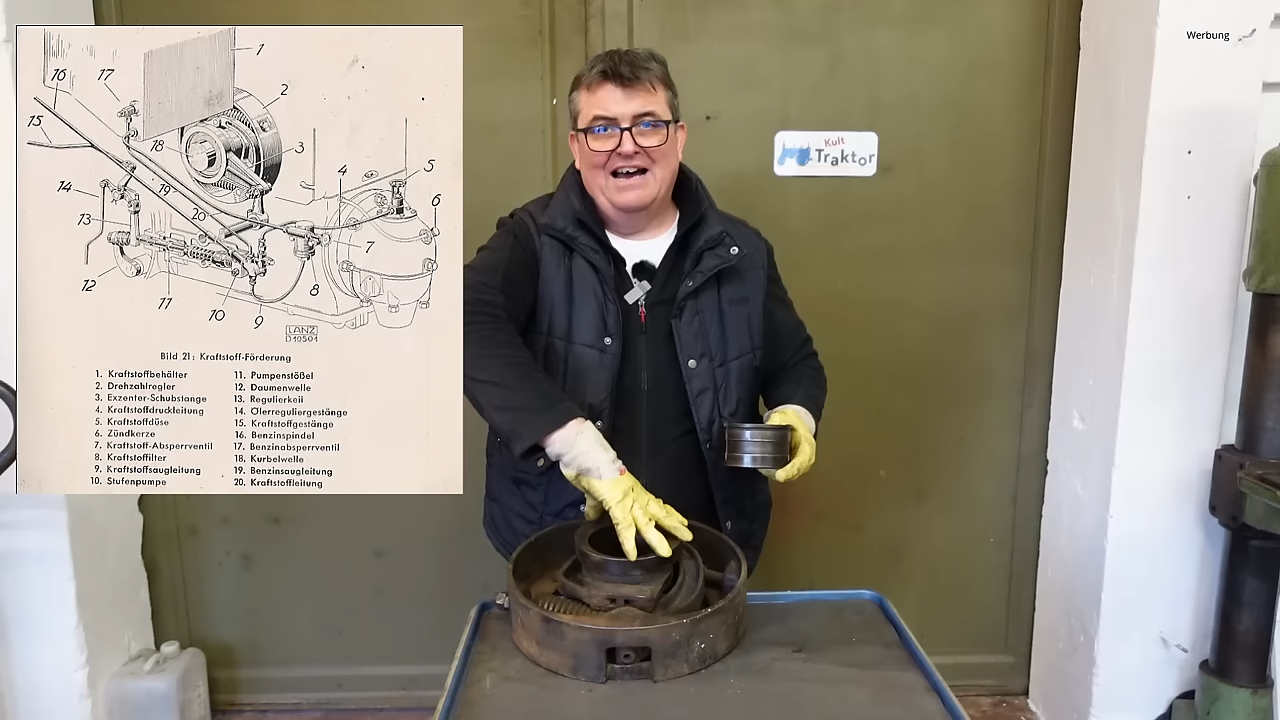 Werbung
1
16
17
2
15
18
3
4
5
14
19
6
13
20
7
12
11
10
9
8
LANZ
D 10501
Bild 21: Kraftstoff-Förderung
1. Kraftstoffbehälter
2. Drehzahlregler
3. Exzenter-Schubstange
4. Kraftstoffdruckleitung
5. Kraftstoffdüse
6. Zündkerze
7. Kraftstoff-Absperrventil
8. Kraftstoffilter
9. Kraftstoffsaugleitung
10. Stufenpumpe
11. Pumpenstößel
12. Daumenwelle
13. Regulierkeil
14. Olerreguliergestänge
15. Kraftstoffgestänge
16. Benzinspindel
17. Benzinabsperrventil
18. Kurbelwelle
19. Benzinsaugleitung
20. Kraftstoffleitung
Kult
Traktor